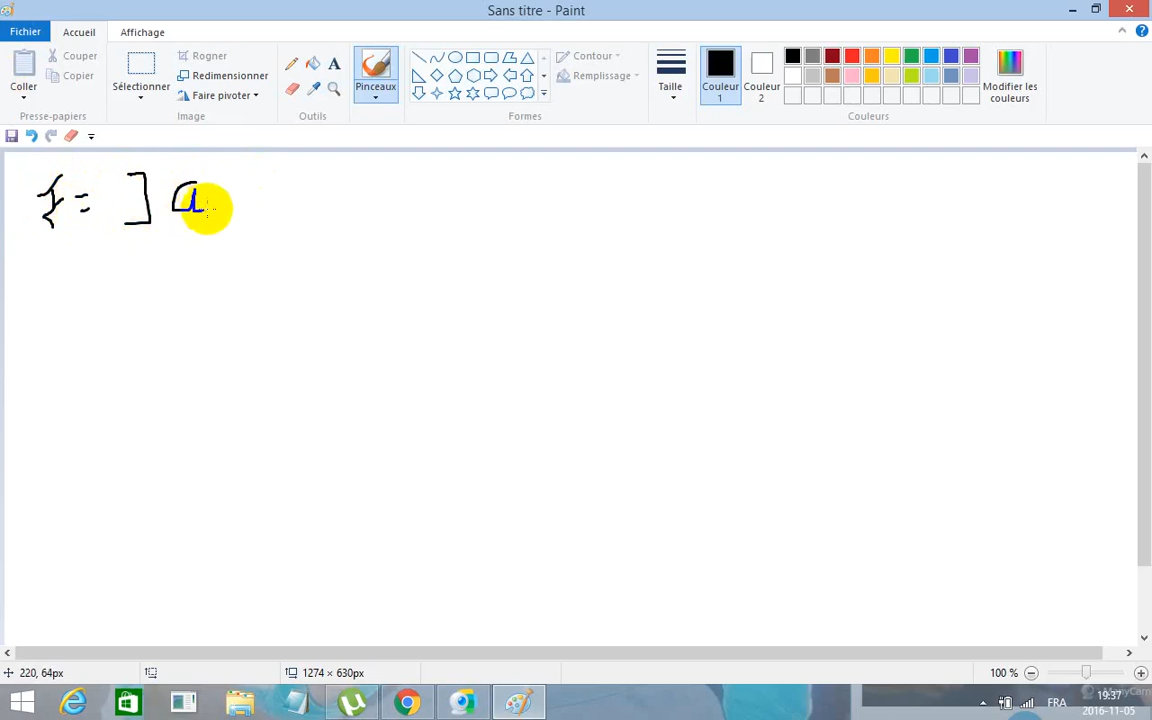 Sans titre - Paint
Fichier Accueil Affichage
Coller
Couper
Copier
Presse-papiers
Sélectionner
Rogner
Redimensionner
Faire pivoter
Image
A
Outils
Pinceaux
Contour
Remplissage
Formes
Taille
Couleur 1
Couleur 2
Modifier les couleurs
Couleurs
{= ] a
220, 64px
1274 × 630px
100 %
FRA
19:37
2016-11-05